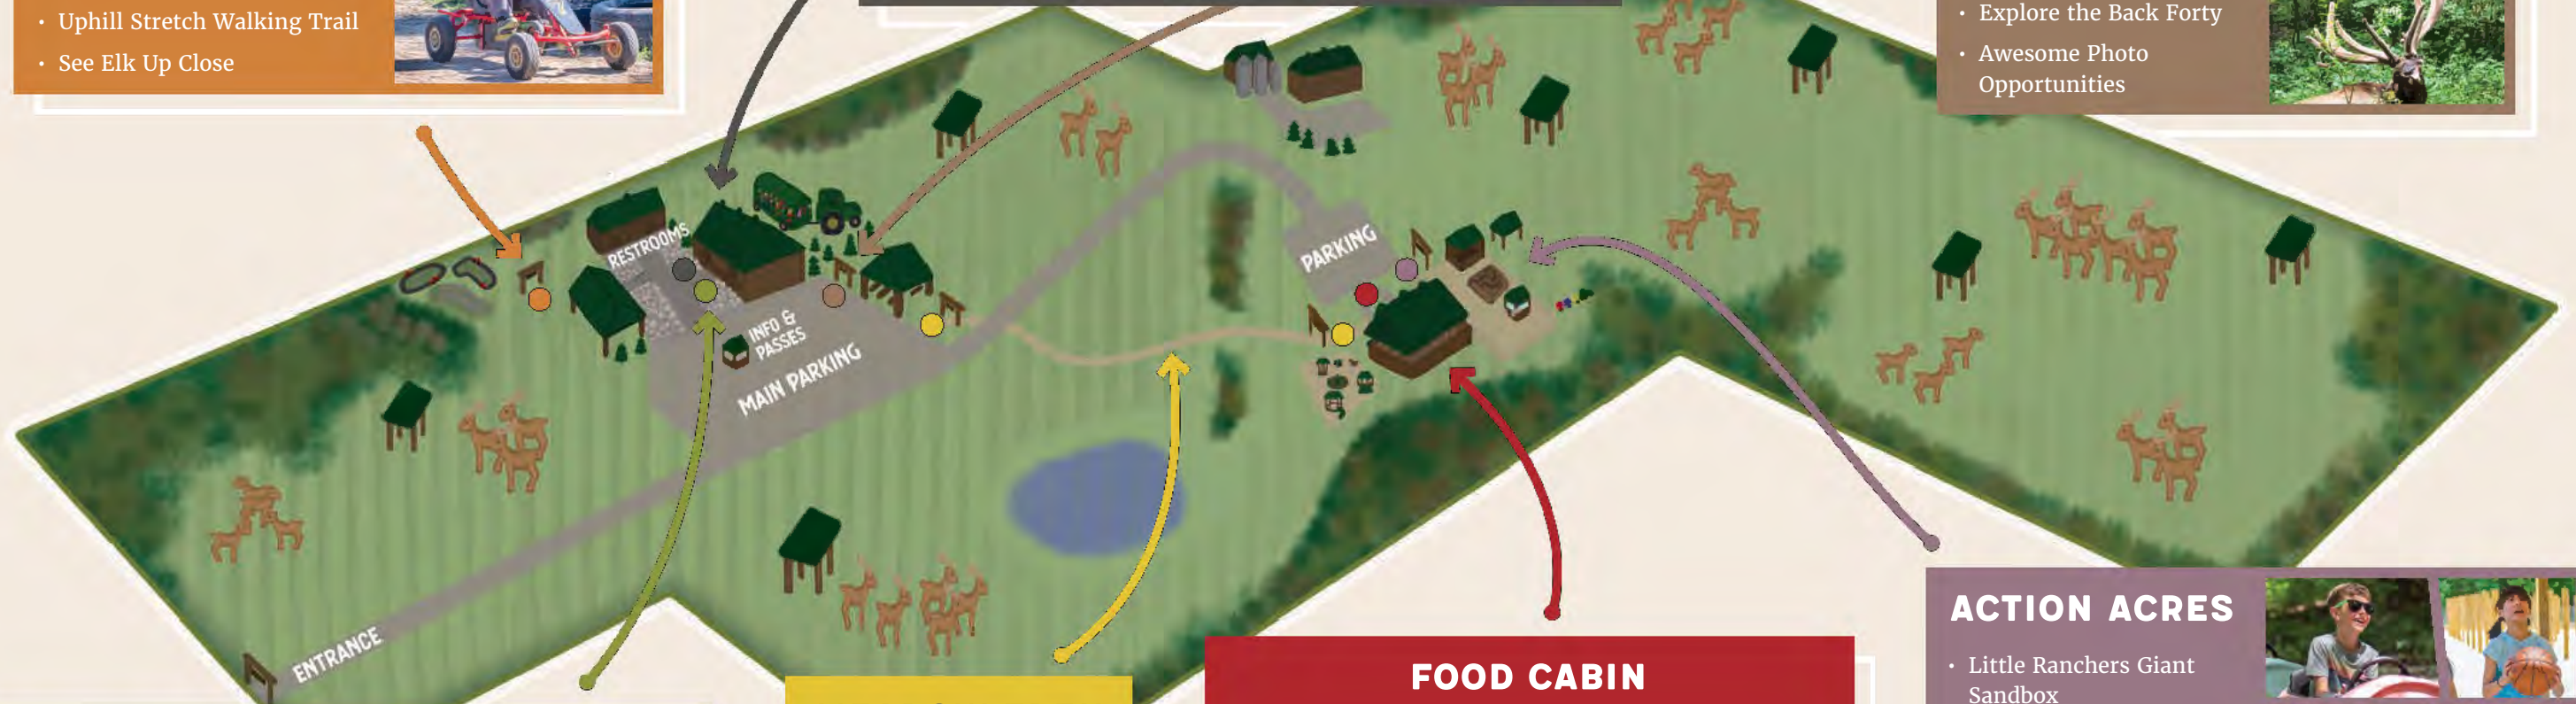 • Uphill Stretch Walking Trail
• See Elk Up Close
• Explore the Back Forty
• Awesome Photo
Opportunities
RESTROOMS
PARKING
INFO &
PASSES
MAIN PARKING
ENTRANCE
FOOD CABIN
ACTION ACRES
• Little Ranchers Giant
Sandbox